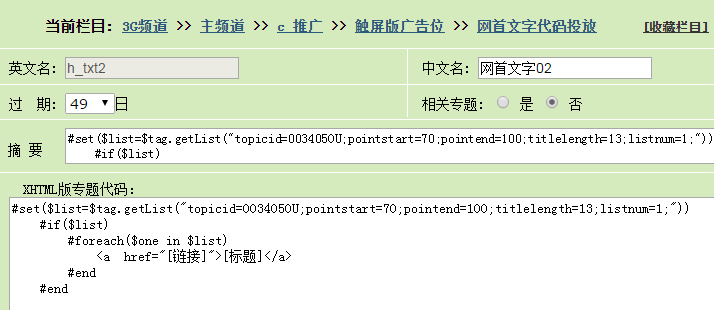 当前栏目：3G频道 >> 主频道 >> c 推广 >> 触屏版广告位 >> 网首文字代码投放 [收藏栏目]
英文名：h_txt2 中文名：网首文字02
过 期：49 日 相关专题：是 否
摘 要 #set($list=$tag.getList("topicid=0034050U;pointstart=70;pointend=100;titlelength=13;listnum=1;"))
#if($list)
XHTML版专题代码：
#set($list=$tag.getList("topicid=0034050U;pointstart=70;pointend=100;titlelength=13;listnum=1;"))
#if($list)
#foreach($one in $list)
<a href="[链接]">[标题]</a>
#end
#end